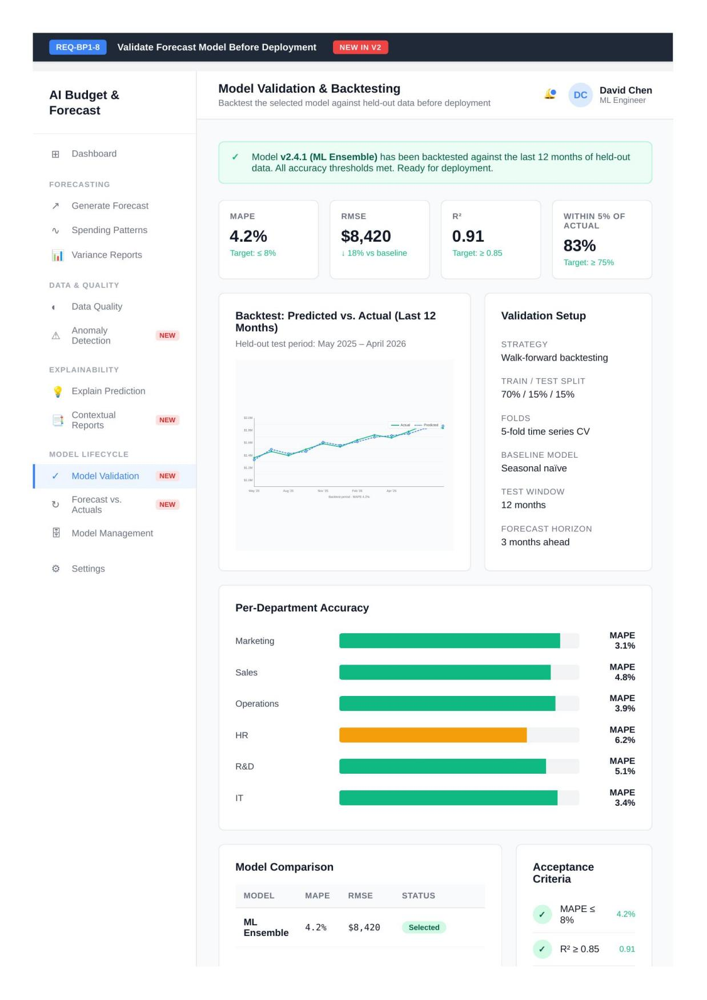 REQ-BP1-8 Validate Forecast Model Before Deployment NEW IN V2
AI Budget &
Forecast
Dashboard
FORECASTING
Generate Forecast
Spending Patterns
Variance Reports
DATA & QUALITY
Data Quality
Anomaly
Detection
NEW
EXPLAINABILITY
Explain Prediction
Contextual
Reports
NEW
MODEL LIFECYCLE
Model Validation NEW
Forecast vs.
Actuals
NEW
Model Management
Settings
Model Validation & Backtesting
Backtest the selected model against held-out data before deployment
DC
David Chen
ML Engineer
✓ Model v2.4.1 (ML Ensemble) has been backtested against the last 12 months of held-out
data. All accuracy thresholds met. Ready for deployment.
MAPE
4.2%
Target: ≤ 8%
RMSE
$8,420
↓ 18% vs baseline
R²
0.91
Target: ≥ 0.85
WITHIN 5% OF
ACTUAL
83%
Target: ≥ 75%
Backtest: Predicted vs. Actual (Last 12
Months)
Held-out test period: May 2025 – April 2026
$2.0M
$1.8M
$1.6M
$1.4M
$1.2M
$1.0M
Actual Predicted
May '25 Aug '25 Nov '25 Feb '26 Apr '26
Backtest period · MAPE 4.2%
Validation Setup
STRATEGY
Walk-forward backtesting
TRAIN / TEST SPLIT
70% / 15% / 15%
FOLDS
5-fold time series CV
BASELINE MODEL
Seasonal naïve
TEST WINDOW
12 months
FORECAST HORIZON
3 months ahead
Per-Department Accuracy
Marketing
MAPE
3.1%
Sales
MAPE
4.8%
Operations
MAPE
3.9%
HR
MAPE
6.2%
R&D
MAPE
5.1%
IT
MAPE
3.4%
Model Comparison
MODEL MAPE RMSE STATUS
ML
Ensemble
4.2% $8,420 Selected
Acceptance
Criteria
✓ MAPE ≤
8%
4.2%
✓ R² ≥ 0.85 0.91